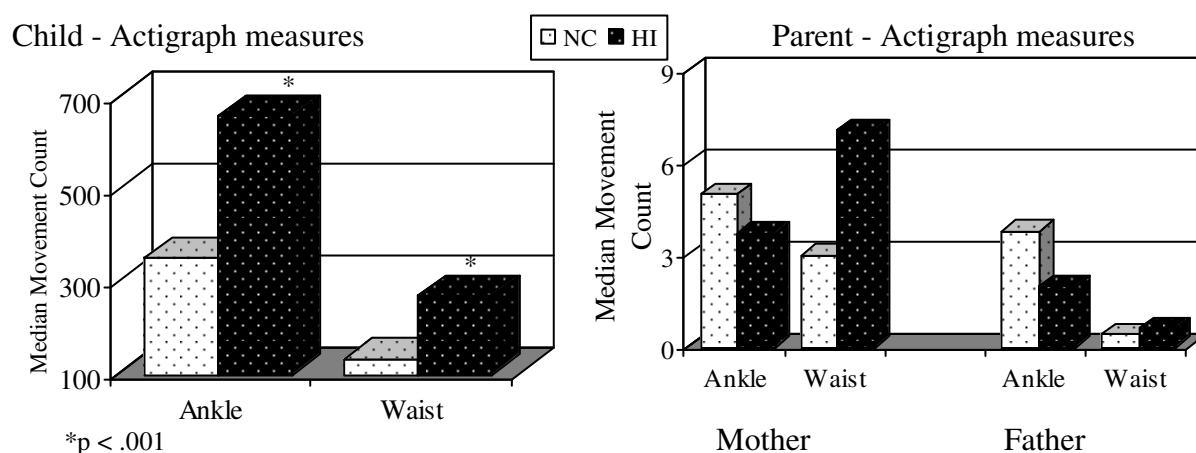 Child - Actigraph measures
NC HI
Parent - Actigraph measures
Median Movement Count
700
500
300
100
*
*
Ankle Waist
*p < .001
Median Movement
Count
9
6
3
0
Ankle Waist Ankle Waist
Mother Father